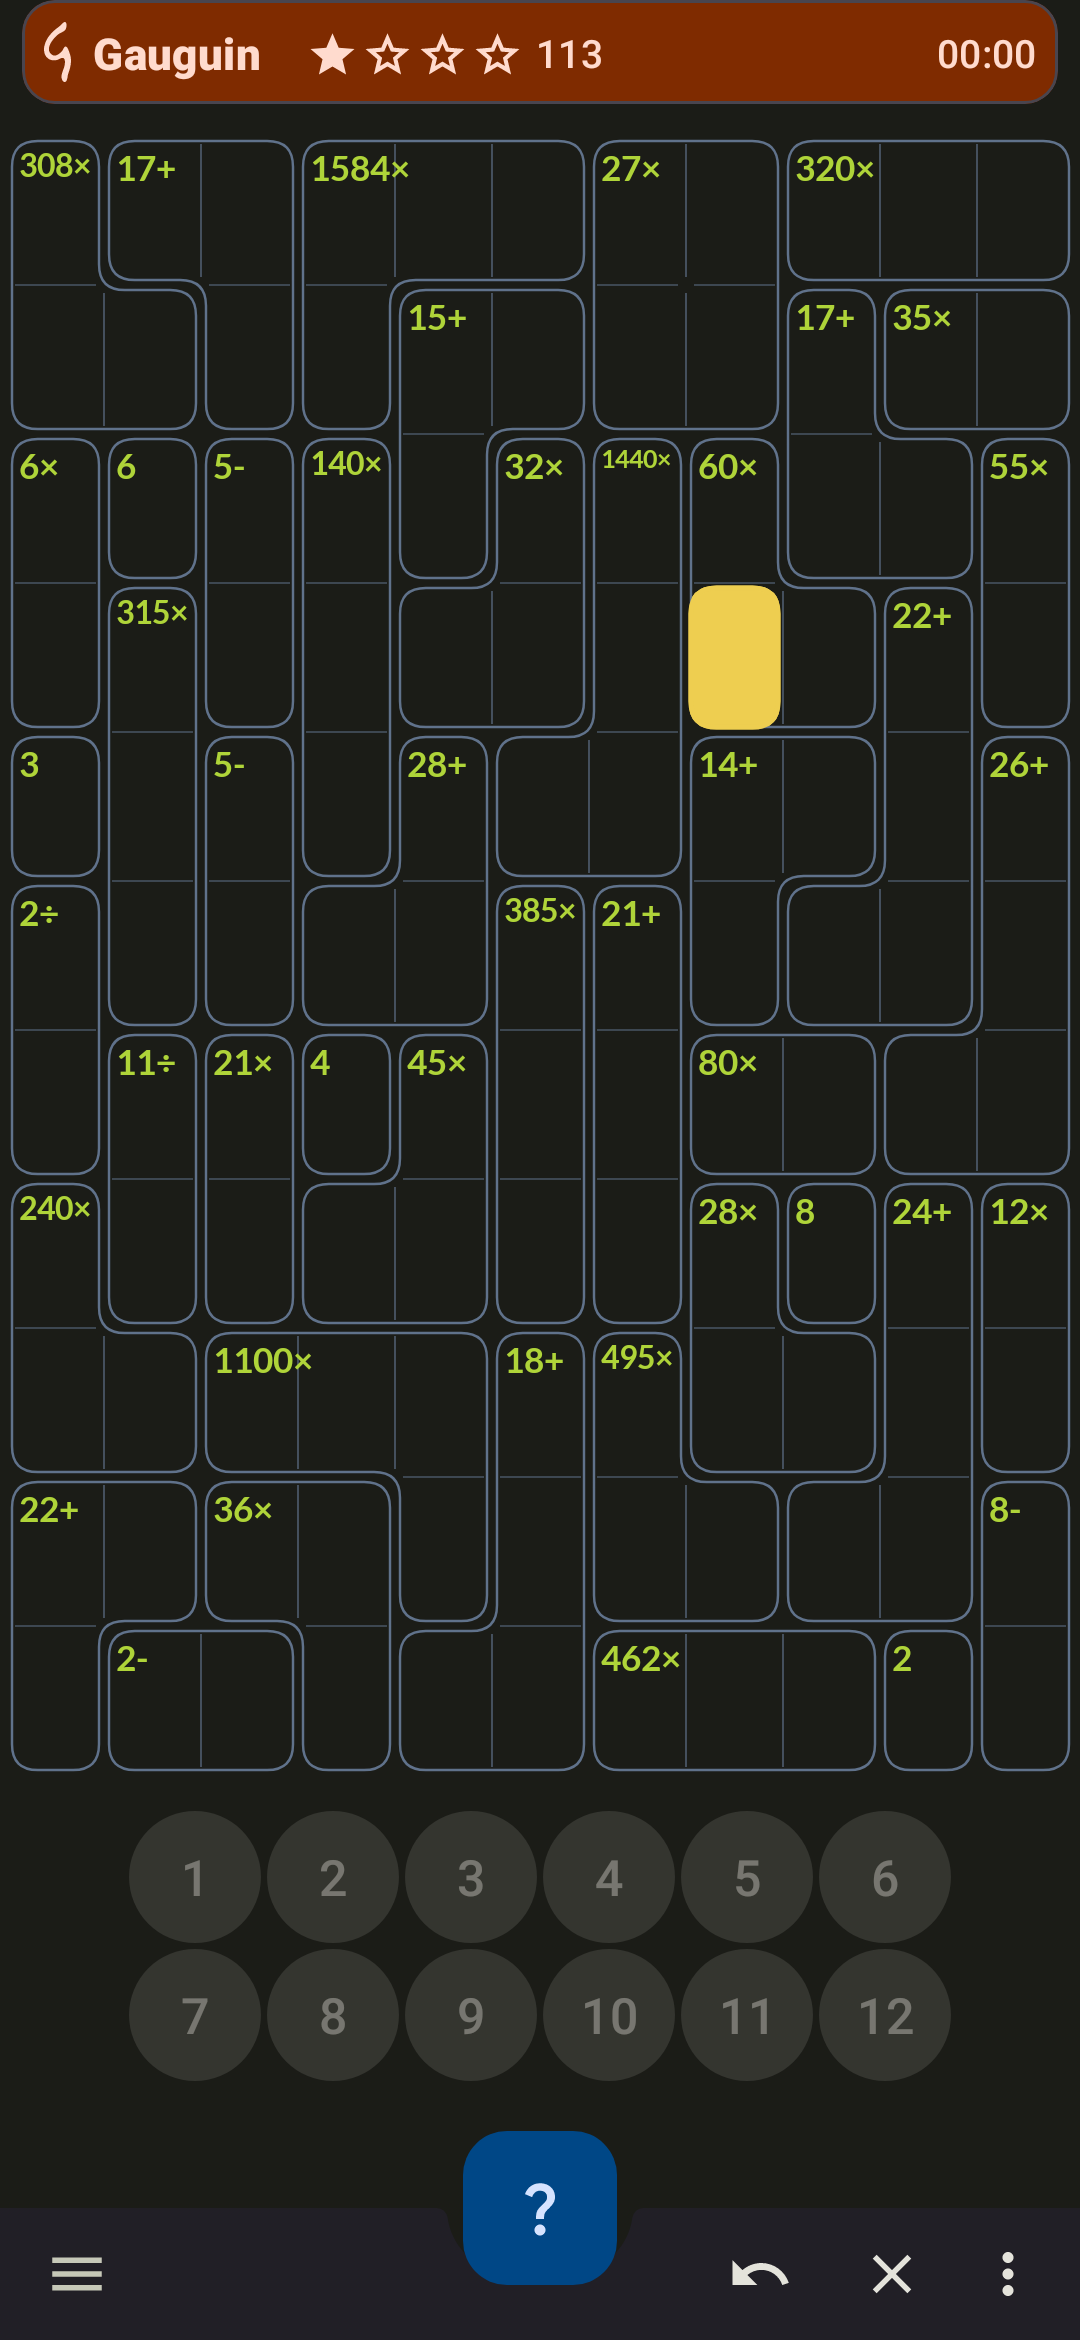 Gauguin 113 00:00
308× 17+ 1584× 27× 320×
15+ 17+ 35×
6× 6 5- 140× 32× 1440× 60× 55×
315× 22+
3 5- 28+ 14+ 26+
2÷ 385× 21+
11÷ 21× 4 45× 80×
240× 28× 8 24+ 12×
1100× 18+ 495×
22+ 36× 8-
2- 462× 2
1 2 3 4 5 6
7 8 9 10 11 12
?